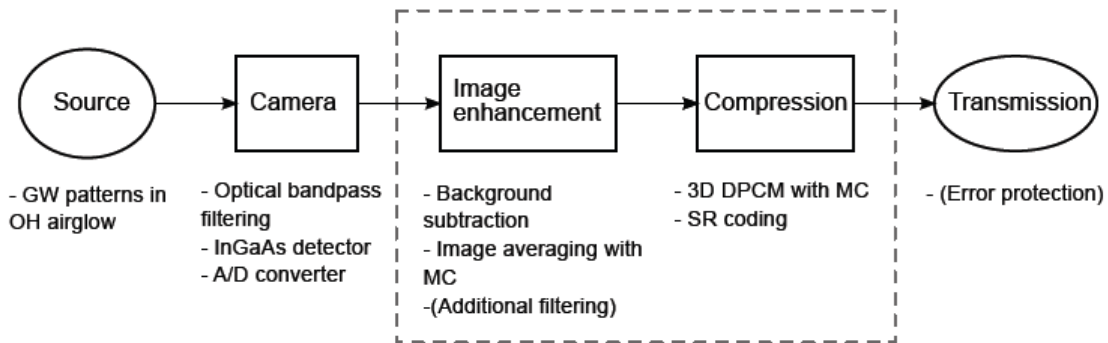 Source
Camera
Image
enhancement
Compression
Transmission
- GW patterns in
OH airglow
- Optical bandpass
filtering
- InGaAs detector
- A/D converter
- Background
subtraction
- Image averaging with
MC
-(Additional filtering)
- 3D DPCM with MC
- SR coding
- (Error protection)